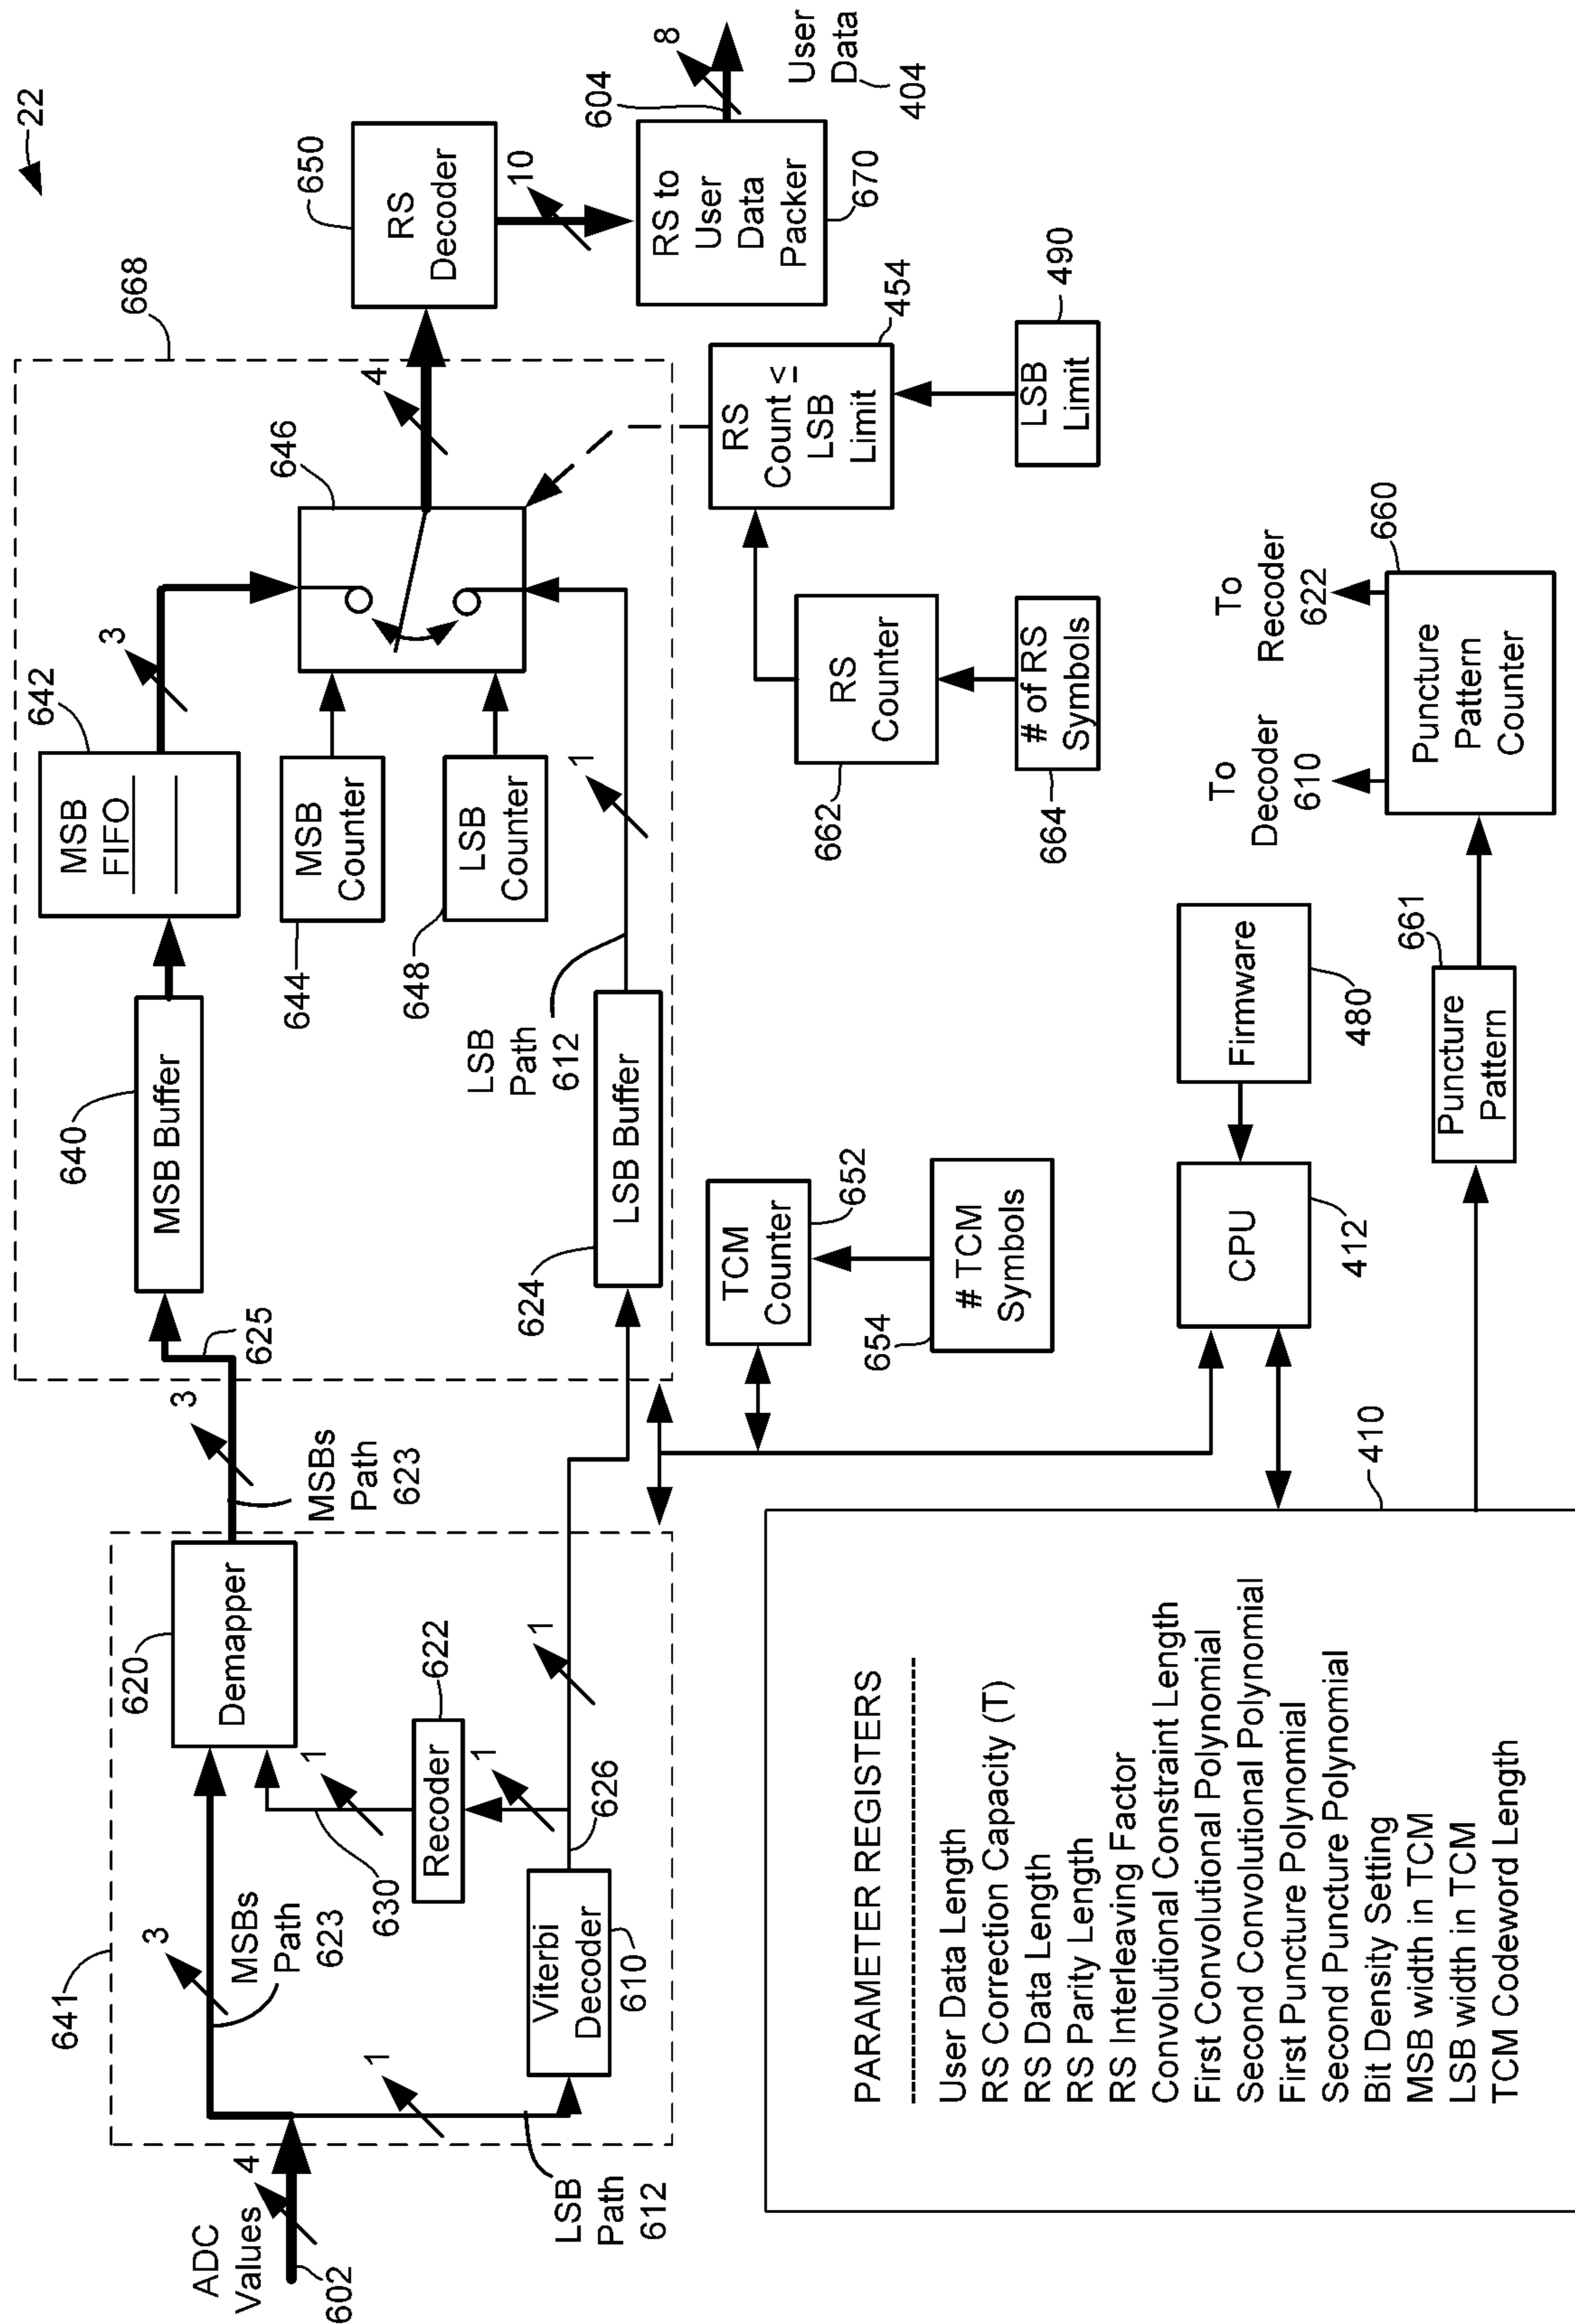 22
ADC
Values
602
4
641
3
MSBs
Path
623
1
LSB
Path
612
Viterbi
Decoder
610
626
1
Recoder
622
1
630
Demapper
620
1
3
MSBs
Path
623
625
668
MSB Buffer
640
MSB
FIFO
642
3
MSB
Counter
644
LSB
Counter
648
646
4
LSB Buffer
624
LSB
Path
612
1
RS
Decoder
650
10
RS to
User
Data
Packer
670
604
8
User
Data
404
TCM
Counter
652
# TCM
Symbols
654
RS
Counter
662
# of RS
Symbols
664
RS
Count ≤
LSB
Limit
454
LSB
Limit
490
CPU
412
Firmware
480
Puncture
Pattern
661
Puncture
Pattern
Counter
660
To
Decoder
610
To
Recoder
622
410
PARAMETER REGISTERS
User Data Length
RS Correction Capacity (T)
RS Data Length
RS Parity Length
RS Interleaving Factor
Convolutional Constraint Length
First Convolutional Polynomial
Second Convolutional Polynomial
First Puncture Polynomial
Second Puncture Polynomial
Bit Density Setting
MSB width in TCM
LSB width in TCM
TCM Codeword Length